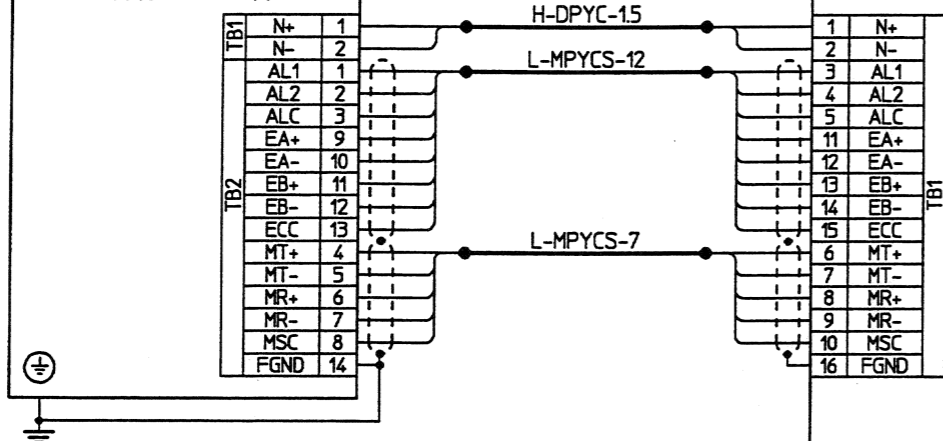 H-DPYC-1.5
TB1 N+ 1 1 N+
N- 2 2 N-
L-MPYCS-12
TB2 AL1 1 3 AL1 TB1
AL2 2 4 AL2
ALC 3 5 ALC
EA+ 9 11 EA+
EA- 10 12 EA-
EB+ 11 13 EB+
EB- 12 14 EB-
ECC 13 15 ECC
L-MPYCS-7
MT+ 4 6 MT+
MT- 5 7 MT-
MR+ 6 8 MR+
MR- 7 9 MR-
MSC 8 10 MSC
FGND 14 16 FGND